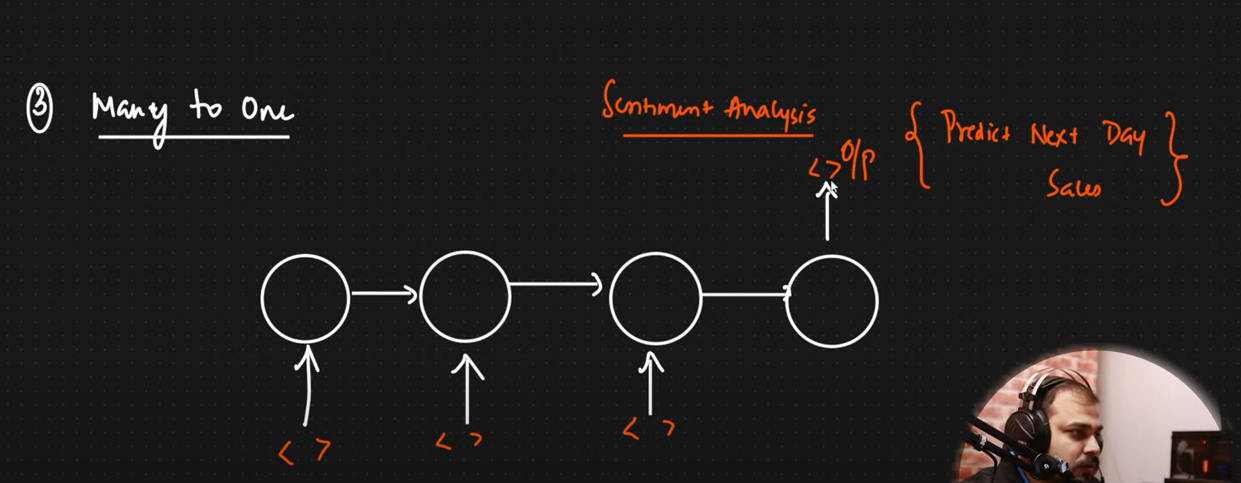 ③ Many to One
Sentiment Analysis
{ Predict Next Day
Sales }
< > O/P
< > < > < >